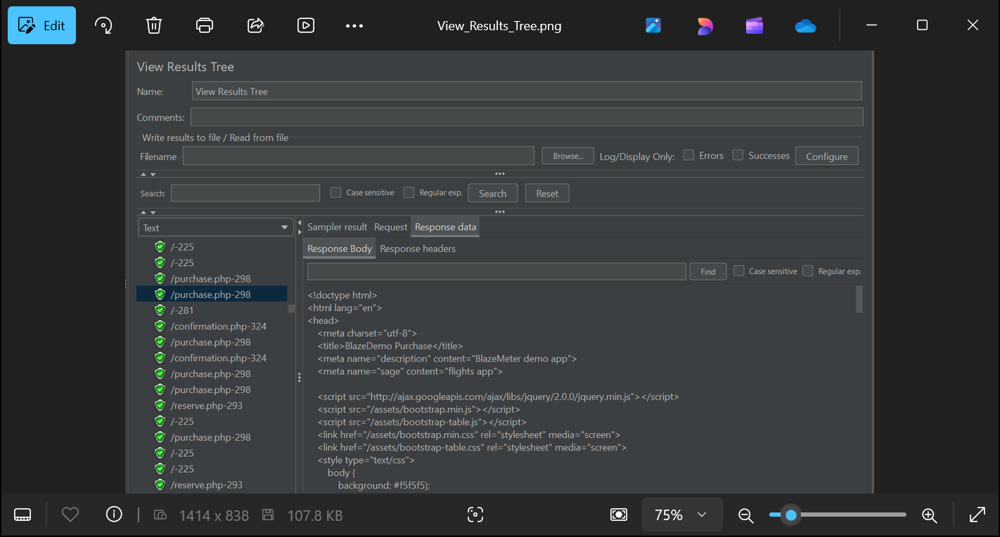 Edit
View_Results_Tree.png
View Results Tree
Name: View Results Tree
Comments:
Write results to file / Read from file
Filename Browse... Log/Display Only: Errors Successes Configure
Search: Case sensitive Regular exp. Search Reset
Text
/-225
/-225
/purchase.php-298
/purchase.php-298
/-281
/confirmation.php-324
/purchase.php-298
/confirmation.php-324
/purchase.php-298
/purchase.php-298
/reserve.php-293
/-225
/purchase.php-298
/-225
/-225
/reserve.php-293
Sampler result Request Response data
Response Body Response headers
Find Case sensitive Regular exp.
<!doctype html>
<html lang="en">
<head>
<meta charset="utf-8">
<title>BlazeDemo Purchase</title>
<meta name="description" content="BlazeMeter demo app">
<meta name="sage" content="flights app">
<script src="http://ajax.googleapis.com/ajax/libs/jquery/2.0.0/jquery.min.js"></script>
<script src="/assets/bootstrap.min.js"></script>
<script src="/assets/bootstrap-table.js"></script>
<link href="/assets/bootstrap.min.css" rel="stylesheet" media="screen">
<link href="/assets/bootstrap-table.css" rel="stylesheet" media="screen">
<style type="text/css">
body {
background: #f5f5f5);
1414 x 838 107.8 KB 75%